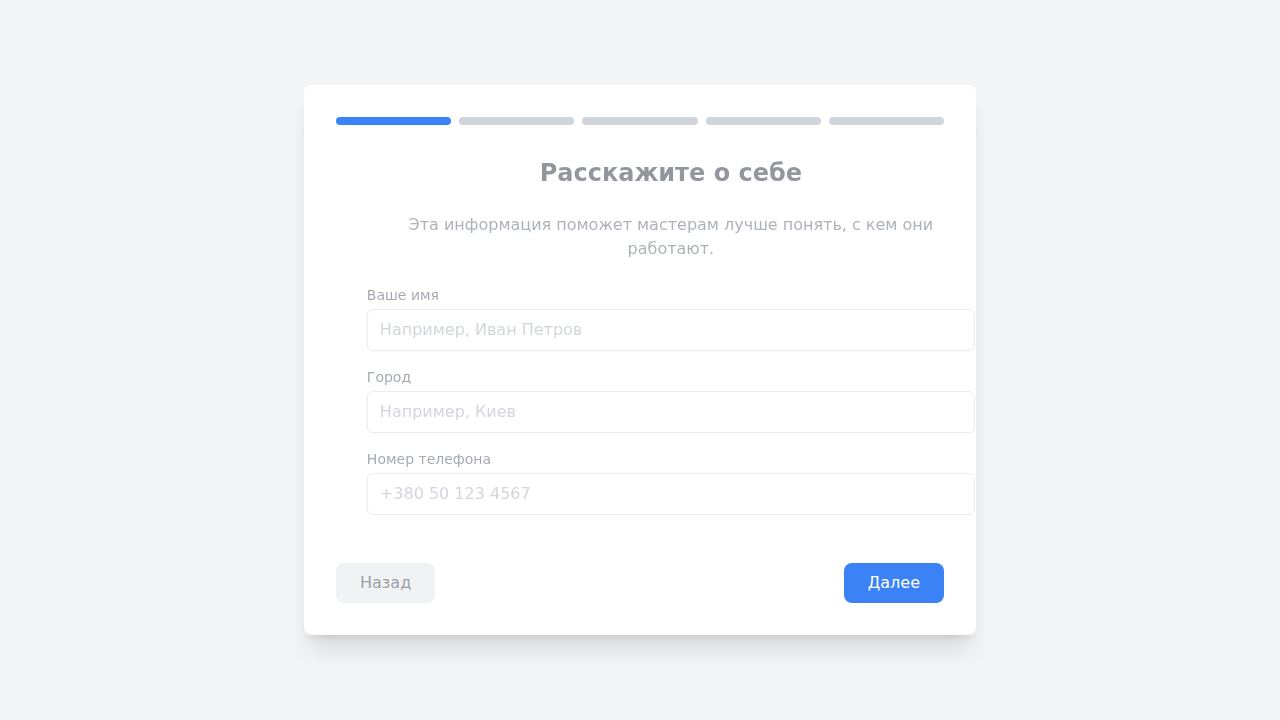 Расскажите о себе
Эта информация поможет мастерам лучше понять, с кем они
работают.
Ваше имя
Например, Иван Петров
Город
Например, Киев
Номер телефона
+380 50 123 4567
Назад
Далее